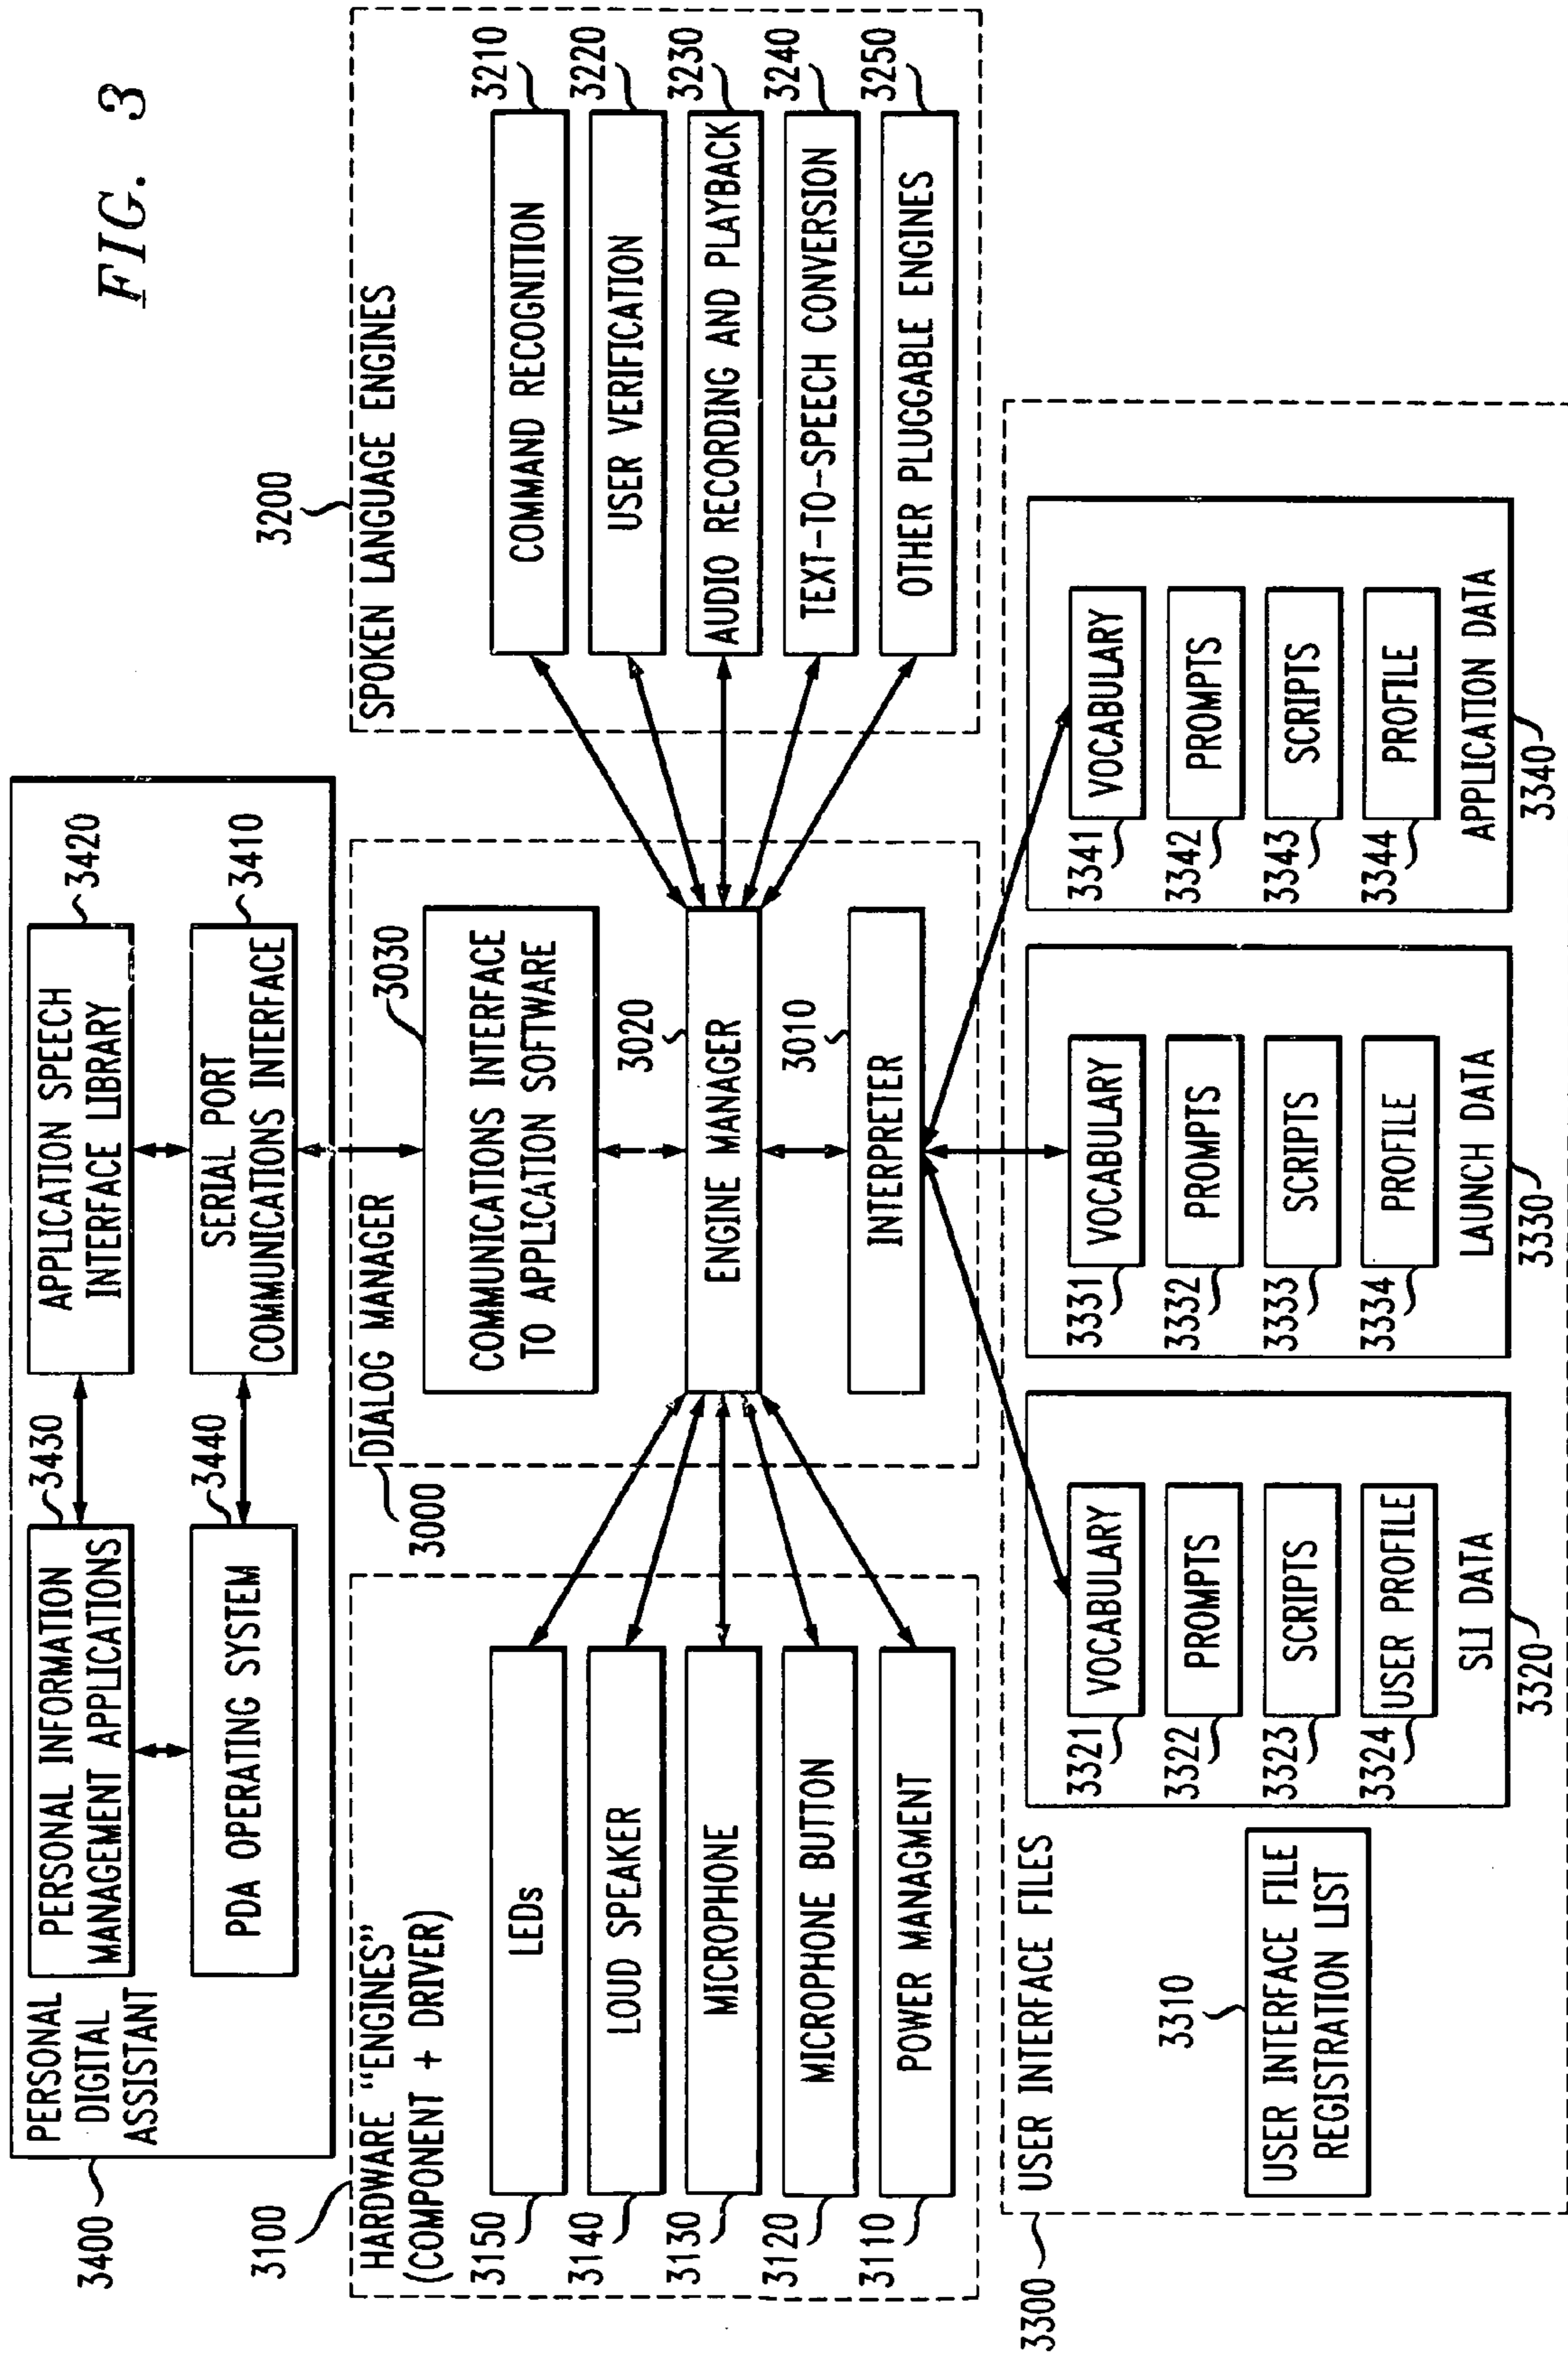 FIG. 3
3400
PERSONAL
DIGITAL
ASSISTANT
PERSONAL INFORMATION
MANAGEMENT APPLICATIONS
3430
APPLICATION SPEECH
INTERFACE LIBRARY
3420
PDA OPERATING SYSTEM
3440
SERIAL PORT
COMMUNICATIONS INTERFACE
3410
3100
HARDWARE "ENGINES"
(COMPONENT + DRIVER)
3150
LEDs
3140
LOUD SPEAKER
3130
MICROPHONE
3120
MICROPHONE BUTTON
3110
POWER MANAGMENT
3000
DIALOG MANAGER
3030
COMMUNICATIONS INTERFACE
TO APPLICATION SOFTWARE
3020
ENGINE MANAGER
3010
INTERPRETER
3200
SPOKEN LANGUAGE ENGINES
COMMAND RECOGNITION
3210
USER VERIFICATION
3220
AUDIO RECORDING AND PLAYBACK
3230
TEXT-TO-SPEECH CONVERSION
3240
OTHER PLUGGABLE ENGINES
3250
3300
USER INTERFACE FILES
3310
USER INTERFACE FILE
REGISTRATION LIST
3321
VOCABULARY
3322
PROMPTS
3323
SCRIPTS
3324
USER PROFILE
SLI DATA
3320
3331
VOCABULARY
3332
PROMPTS
3333
SCRIPTS
3334
PROFILE
LAUNCH DATA
3330
3341
VOCABULARY
3342
PROMPTS
3343
SCRIPTS
3344
PROFILE
APPLICATION DATA
3340